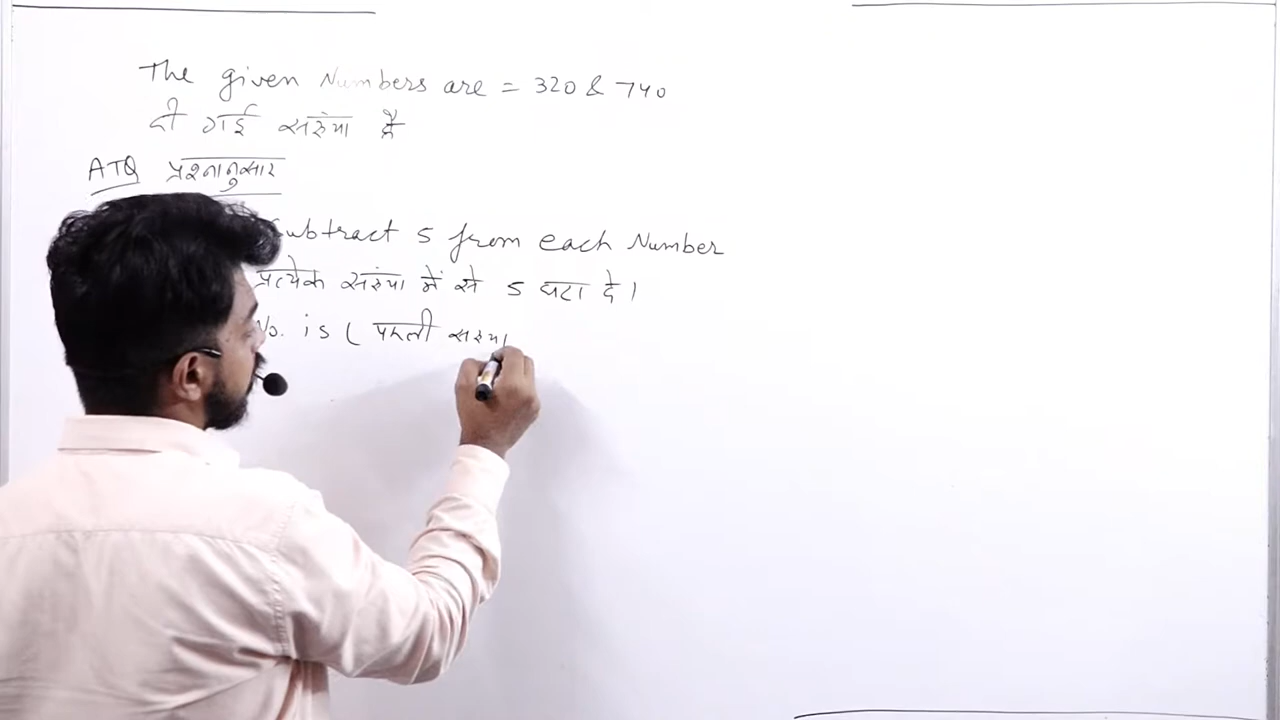 The given Numbers are = 320 & 740
दी गई संख्या है
ATQ प्रश्नानुसार
Subtract 5 from each Number
प्रत्येक संख्या में से 5 घटा दे।
No. is ( पहली संख्या